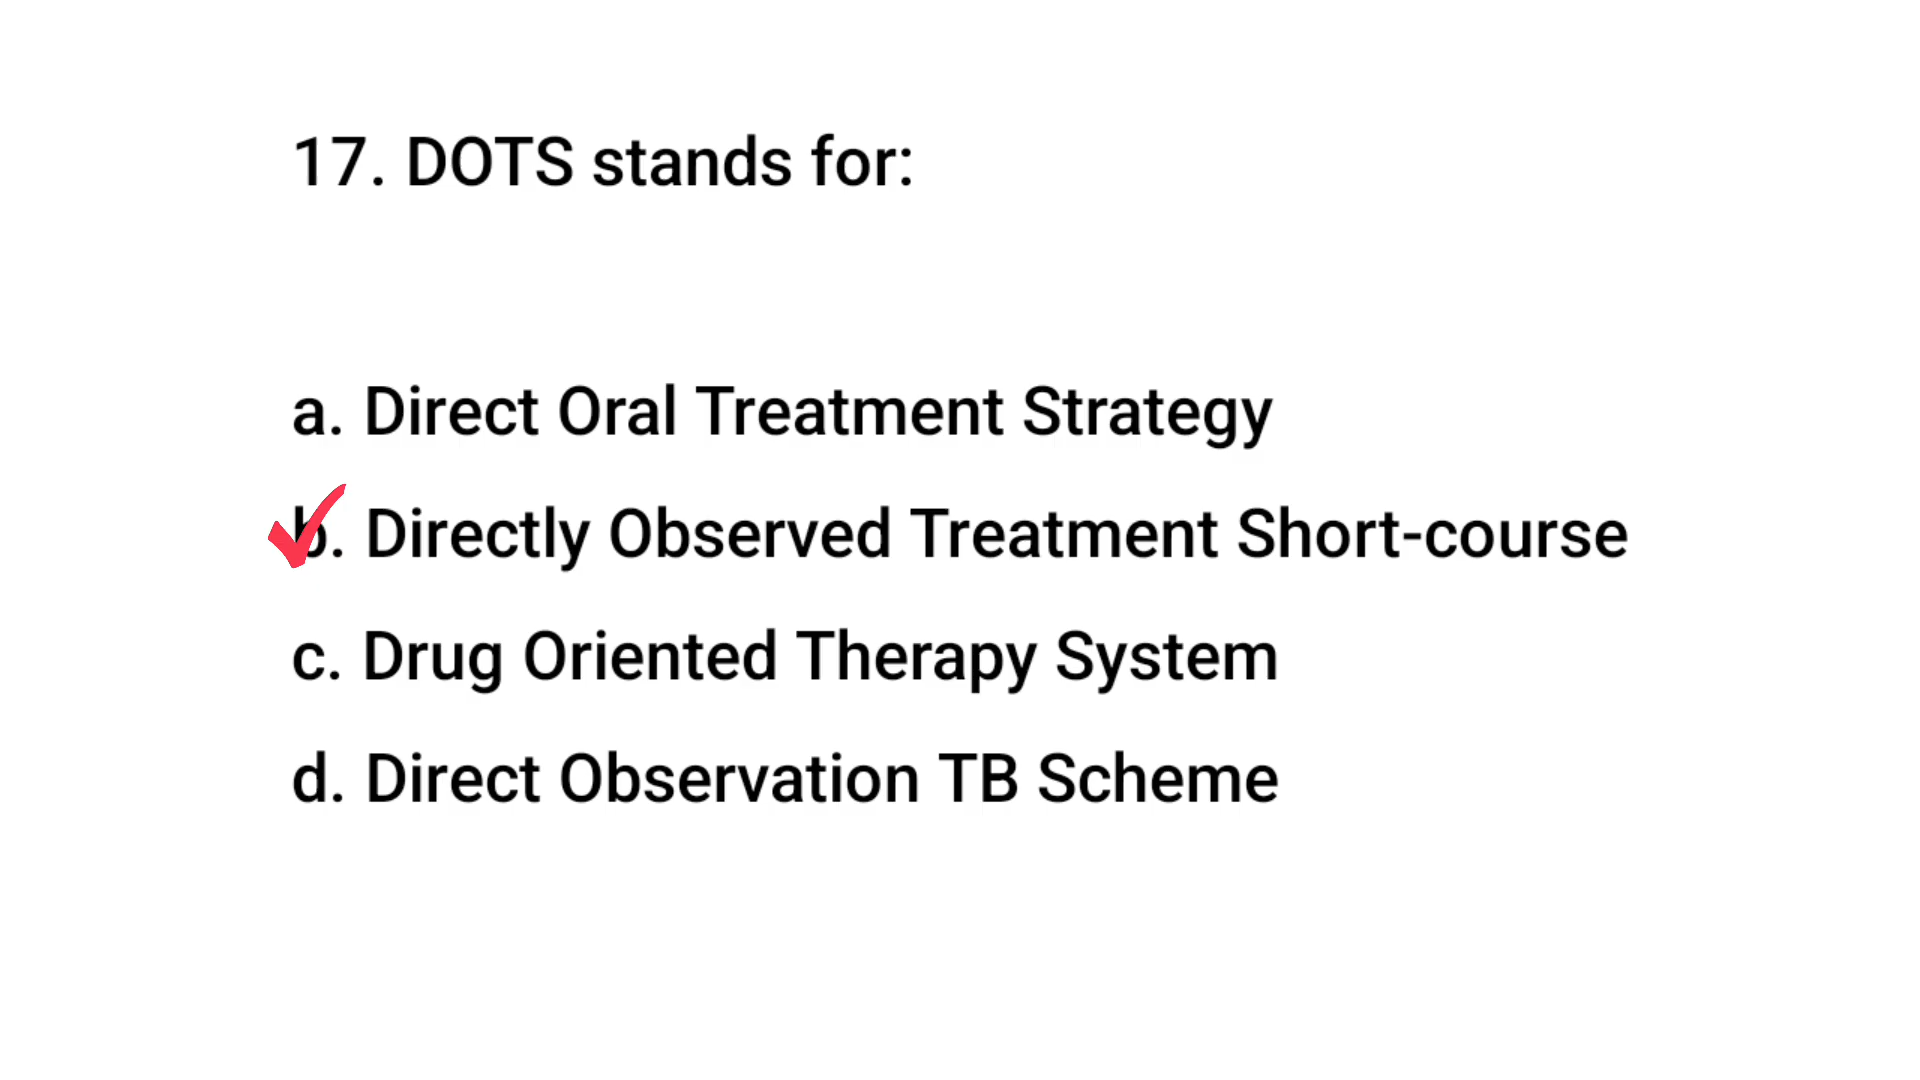 17. DOTS stands for:
a. Direct Oral Treatment Strategy
b. Directly Observed Treatment Short-course
c. Drug Oriented Therapy System
d. Direct Observation TB Scheme